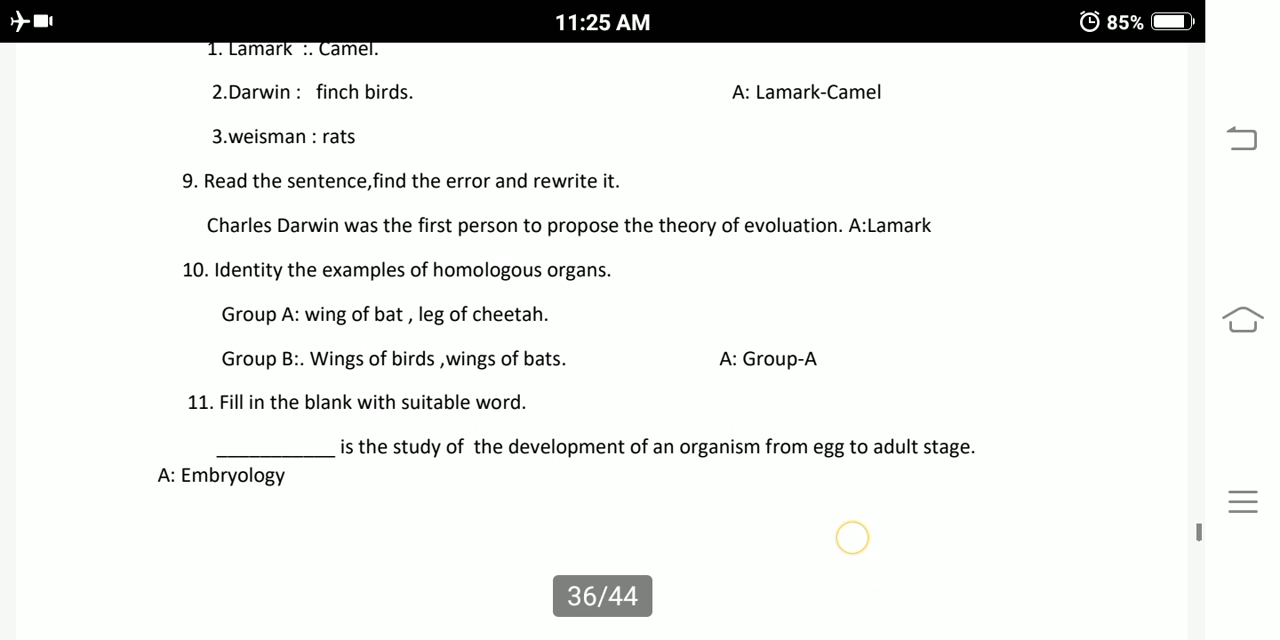 11:25 AM
85%
1. Lamark :. Camel.
2.Darwin : finch birds. A: Lamark-Camel
3.weisman : rats
9. Read the sentence,find the error and rewrite it.
Charles Darwin was the first person to propose the theory of evoluation. A:Lamark
10. Identity the examples of homologous organs.
Group A: wing of bat , leg of cheetah.
Group B:. Wings of birds ,wings of bats. A: Group-A
11. Fill in the blank with suitable word.
___________ is the study of the development of an organism from egg to adult stage.
A: Embryology
36/44